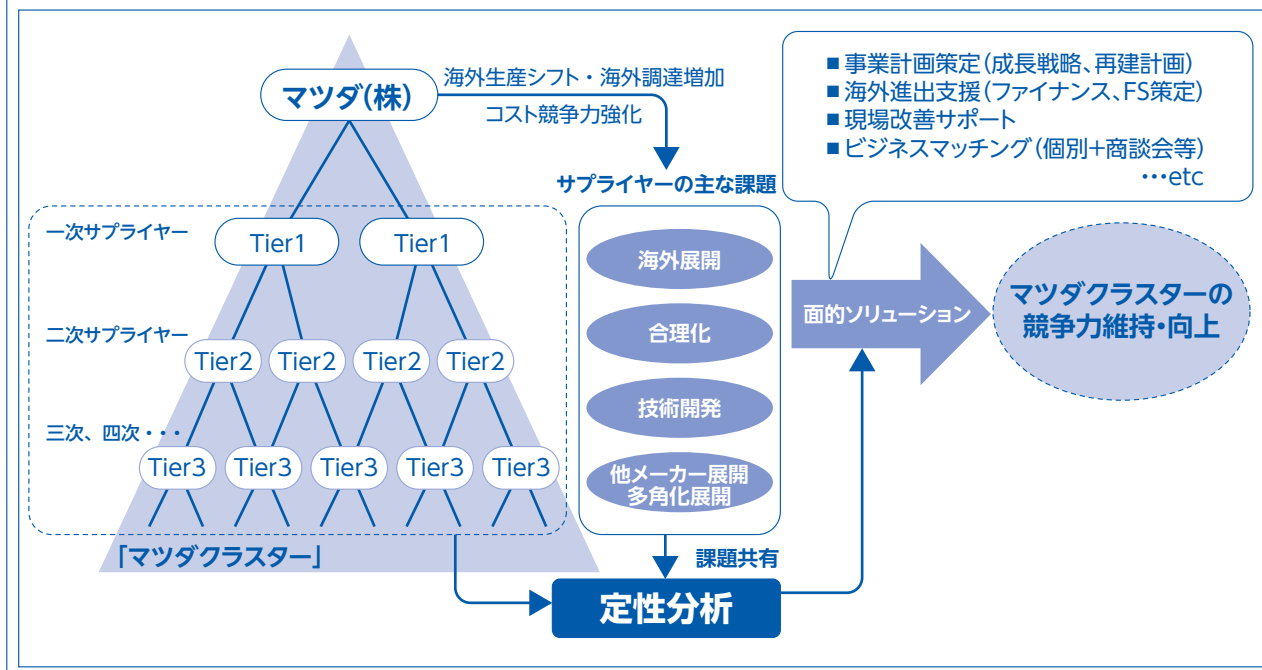 マツダ(株)
海外生産シフト・海外調達増加
コスト競争力強化
■ 事業計画策定(成長戦略、再建計画)
■ 海外進出支援(ファイナンス、FS策定)
■ 現場改善サポート
■ ビジネスマッチング(個別+商談会等)
・・・etc
サプライヤーの主な課題
一次サプライヤー
Tier1
Tier1
二次サプライヤー
Tier2
Tier2
Tier2
Tier2
三次、四次・・・
Tier3
Tier3
Tier3
Tier3
Tier3
「マツダクラスター」
海外展開
合理化
技術開発
他メーカー展開
多角化展開
課題共有
定性分析
面的ソリューション
マツダクラスターの
競争力維持・向上